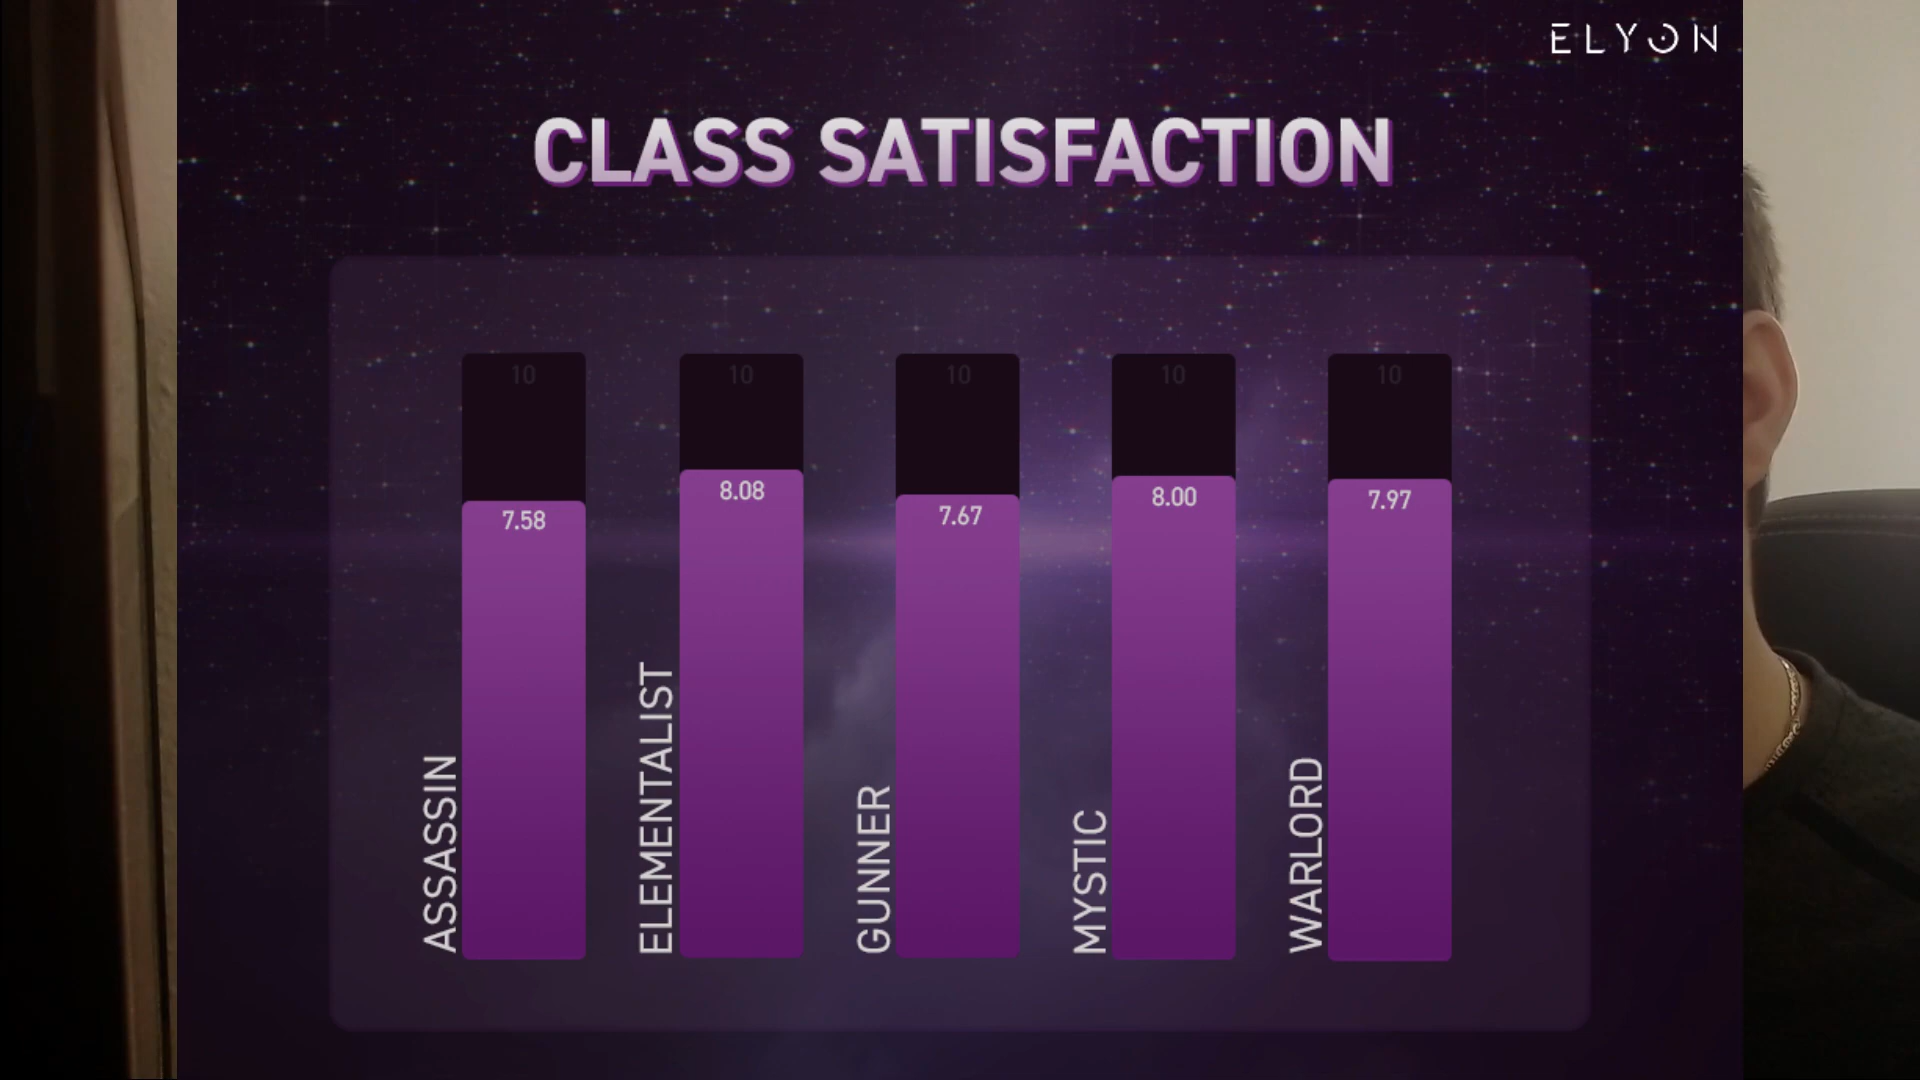 ELYON
CLASS SATISFACTION
10 10 10 10 10
7.58 8.08 7.67 8.00 7.97
ASSASSIN
ELEMENTALIST
GUNNER
MYSTIC
WARLORD